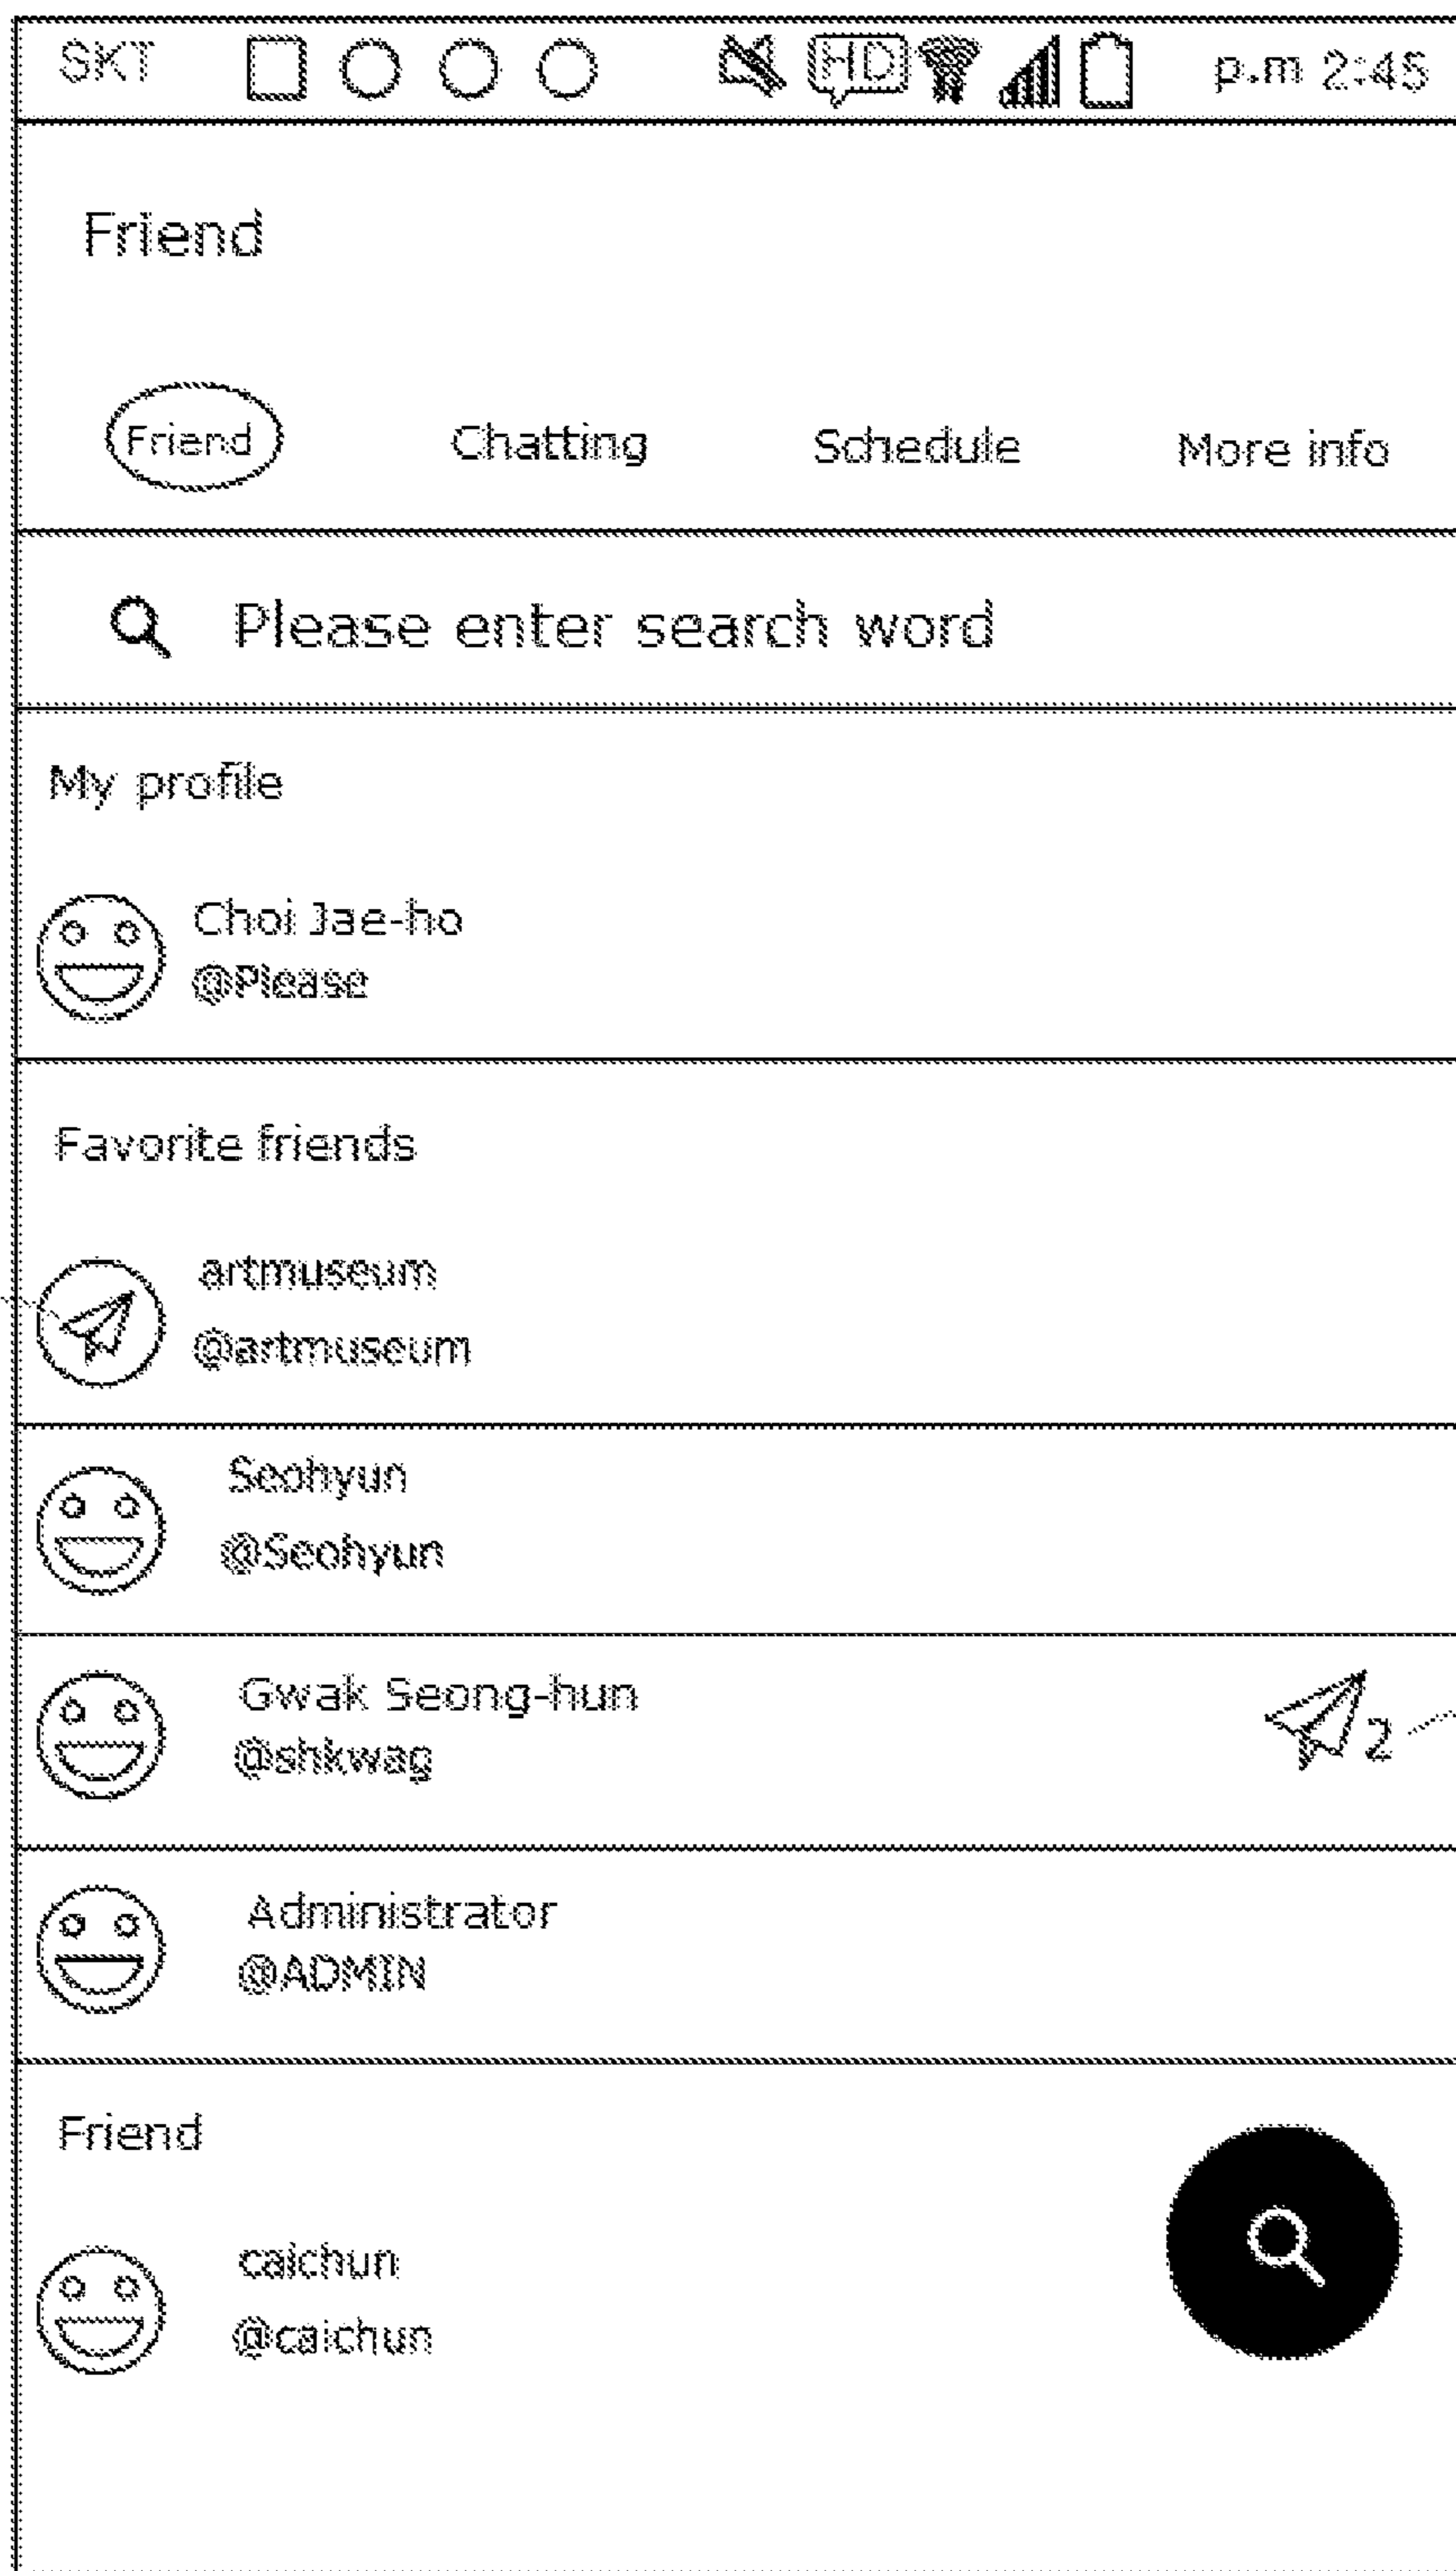 SKT HD p.m 2:45
Friend
Friend Chatting Schedule More info
Please enter search word
My profile
Choi Jae-ho
@Please
Favorite friends
artmuseum
@artmuseum
Seohyun
@Seohyun
Gwak Seong-hun
@shkwag
2
Administrator
@ADMIN
Friend
caichun
@caichun